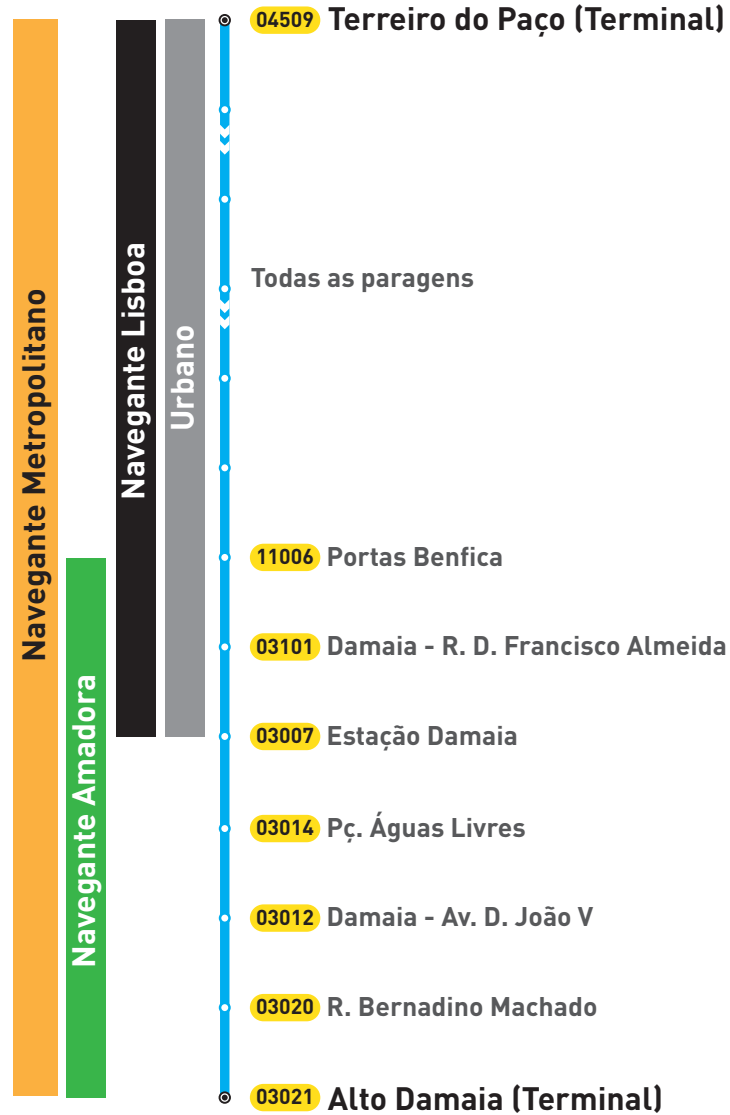 04509 Terreiro do Paço (Terminal)
Todas as paragens
11006 Portas Benfica
03101 Damaia - R. D. Francisco Almeida
03007 Estação Damaia
03014 Pç. Águas Livres
03012 Damaia - Av. D. João V
03020 R. Bernadino Machado
03021 Alto Damaia (Terminal)
Navegante Metropolitano
Navegante Amadora
Navegante Lisboa
Urbano